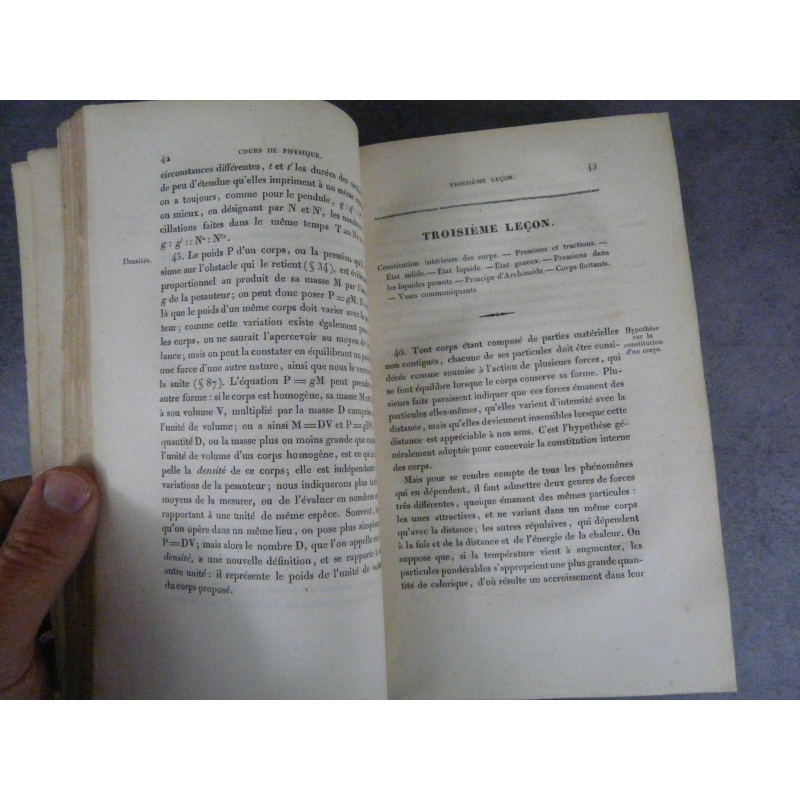 42
COURS DE PHYSIQUE.
circonstances différentes, t et t' les durées des
de peu d'étendue qu'elles impriment à un même
on a toujours, comme pour le pendule, g : g'
ou mieux, en désignant par N et N', les
cillations faites dans le même temps T =
g : g' :: N² : N'².
Densités.
45. Le poids P d'un corps, ou la pression qu'
sione sur l'obstacle qui le retient (§ 34), est
proportionnel au produit de sa masse M par
g de la pesanteur; on peut donc poser P = gM.
là que le poids d'un même corps doit varier avec la
teur; comme cette variation existe également pour
les corps, on ne saurait l'apercevoir au moyen de la
lance; mais on peut la constater en équilibrant un
une force d'une autre nature, ainsi que nous le
la suite (§ 87). L'équation P = gM peut
autre forme : si le corps est homogène, sa masse M
à son volume V, multiplié par la masse D
l'unité de volume; on a ainsi M = DV et P =
quantité D, ou la masse plus ou moins grande que
l'unité de volume d'un corps homogène, est ce
pelle la densité de ce corps; elle est
variations de la pesanteur; nous indiquerons plus
moyens de la mesurer, ou de l'évaluer en nombres
rapportant à une unité de même espèce. Souvent,
qu'on opère dans un même lieu, on pose plus
P = DV; mais alors le nombre D, que l'on appelle
densité, a une nouvelle définition, et se rapporte à
autre unité : il représente le poids de l'unité de
du corps proposé.
TROISIÈME LEÇON.
43
TROISIÈME LEÇON.
Constitution intérieure des corps. — Pressions et tractions. —
État solide. — État liquide. — État gazeux. — Pressions dans
les liquides pesants. — Principe d'Archimède. — Corps flottants.
— Vases communiquants.
46. Tout corps étant composé de parties matérielles
non contiguës, chacune de ses particules doit être consi-
dérée comme soumise à l'action de plusieurs forces, qui
se font équilibre lorsque le corps conserve sa forme. Plu-
sieurs faits paraissent indiquer que ces forces émanent des
particules elles-mêmes, qu'elles varient d'intensité avec la
distance, mais qu'elles deviennent insensibles lorsque cette
distance est appréciable à nos sens. C'est l'hypothèse gé-
néralement adoptée pour concevoir la constitution interne
des corps.
Hypothèse
sur la
constitution
d'un corps.
Mais pour se rendre compte de tous les phénomènes
qui en dépendent, il faut admettre deux genres de forces
très différentes, quoique émanant des mêmes particules :
les unes attractives, et ne variant dans un même corps
qu'avec la distance; les autres répulsives, qui dépendent
à la fois et de la distance et de l'énergie de la chaleur. On
suppose que, si la température vient à augmenter, les
particules pondérables s'approprient une plus grande quan-
tité de calorique, d'où résulte un accroissement dans leur